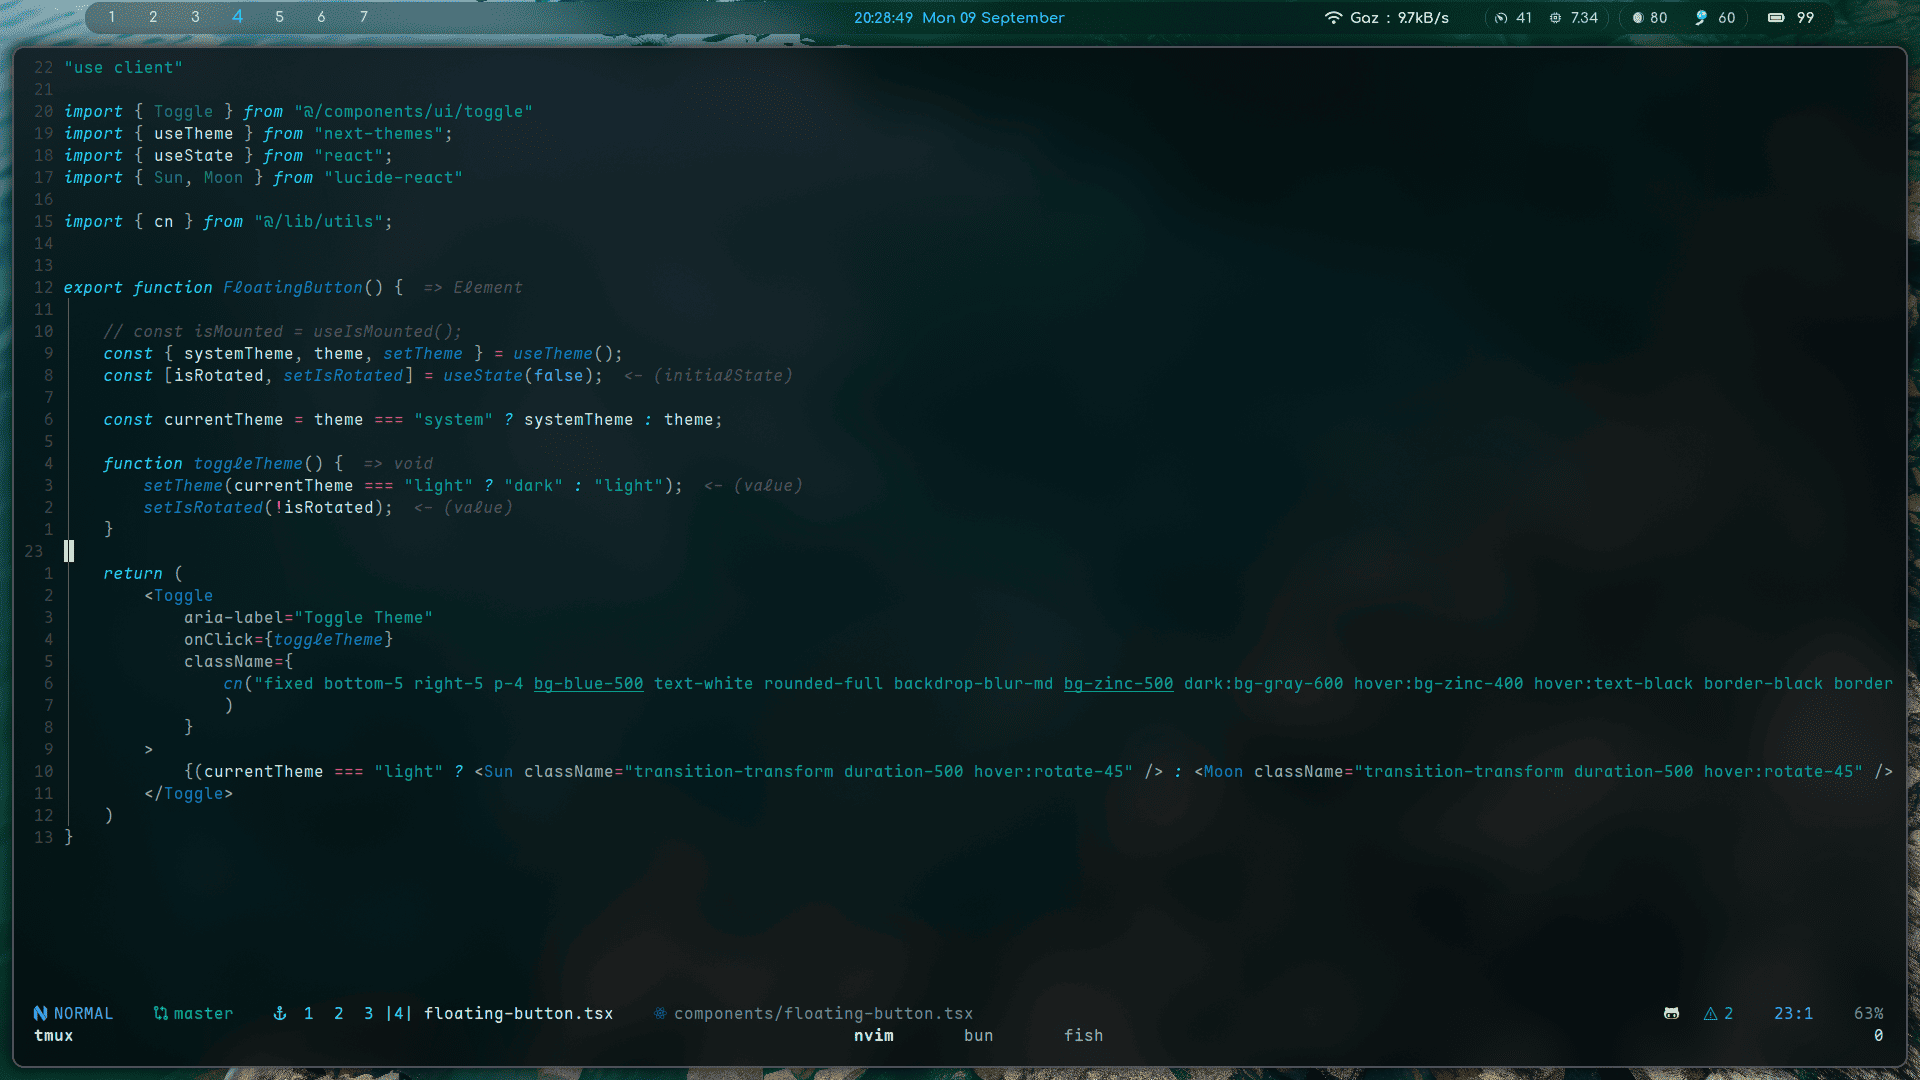 1 2 3 4 5 6 7 20:28:49 Mon 09 September Gaz : 9.7kB/s 41 7.34 80 60 99
22 "use client"
21
20 import { Toggle } from "@/components/ui/toggle"
19 import { useTheme } from "next-themes";
18 import { useState } from "react";
17 import { Sun, Moon } from "lucide-react"
16
15 import { cn } from "@/lib/utils";
14
13
12 export function FloatingButton() { => Element
11
10 // const isMounted = useIsMounted();
9 const { systemTheme, theme, setTheme } = useTheme();
8 const [isRotated, setIsRotated] = useState(false); <- (initialState)
7
6 const currentTheme = theme === "system" ? systemTheme : theme;
5
4 function toggleTheme() { => void
3 setTheme(currentTheme === "light" ? "dark" : "light"); <- (value)
2 setIsRotated(!isRotated); <- (value)
1 }
23
1 return (
2 <Toggle
3 aria-label="Toggle Theme"
4 onClick={toggleTheme}
5 className={
6 cn("fixed bottom-5 right-5 p-4 bg-blue-500 text-white rounded-full backdrop-blur-md bg-zinc-500 dark:bg-gray-600 hover:bg-zinc-400 hover:text-black border-black border
7 )
8 }
9 >
10 {(currentTheme === "light" ? <Sun className="transition-transform duration-500 hover:rotate-45" /> : <Moon className="transition-transform duration-500 hover:rotate-45" />
11 </Toggle>
12 )
13 }
NORMAL master 1 2 3 |4| floating-button.tsx components/floating-button.tsx 2 23:1 63%
tmux nvim bun fish 0